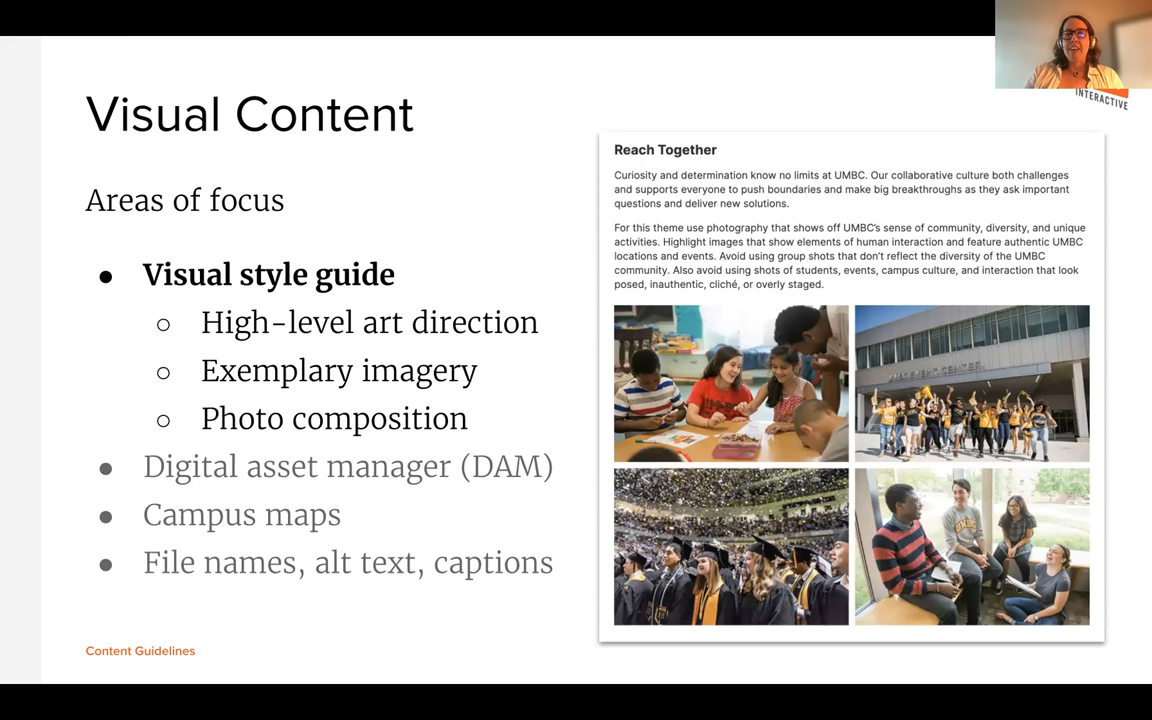 Visual Content
Areas of focus
● Visual style guide
○ High-level art direction
○ Exemplary imagery
○ Photo composition
● Digital asset manager (DAM)
● Campus maps
● File names, alt text, captions
Content Guidelines
INTERACTIVE
Reach Together
Curiosity and determination know no limits at UMBC. Our collaborative culture both challenges
and supports everyone to push boundaries and make big breakthroughs as they ask important
questions and deliver new solutions.
For this theme use photography that shows off UMBC’s sense of community, diversity, and unique
activities. Highlight images that show elements of human interaction and feature authentic UMBC
locations and events. Avoid using group shots that don’t reflect the diversity of the UMBC
community. Also avoid using shots of students, events, campus culture, and interaction that look
posed, inauthentic, cliché, or overly staged.
EVENT CENTER
UMBC